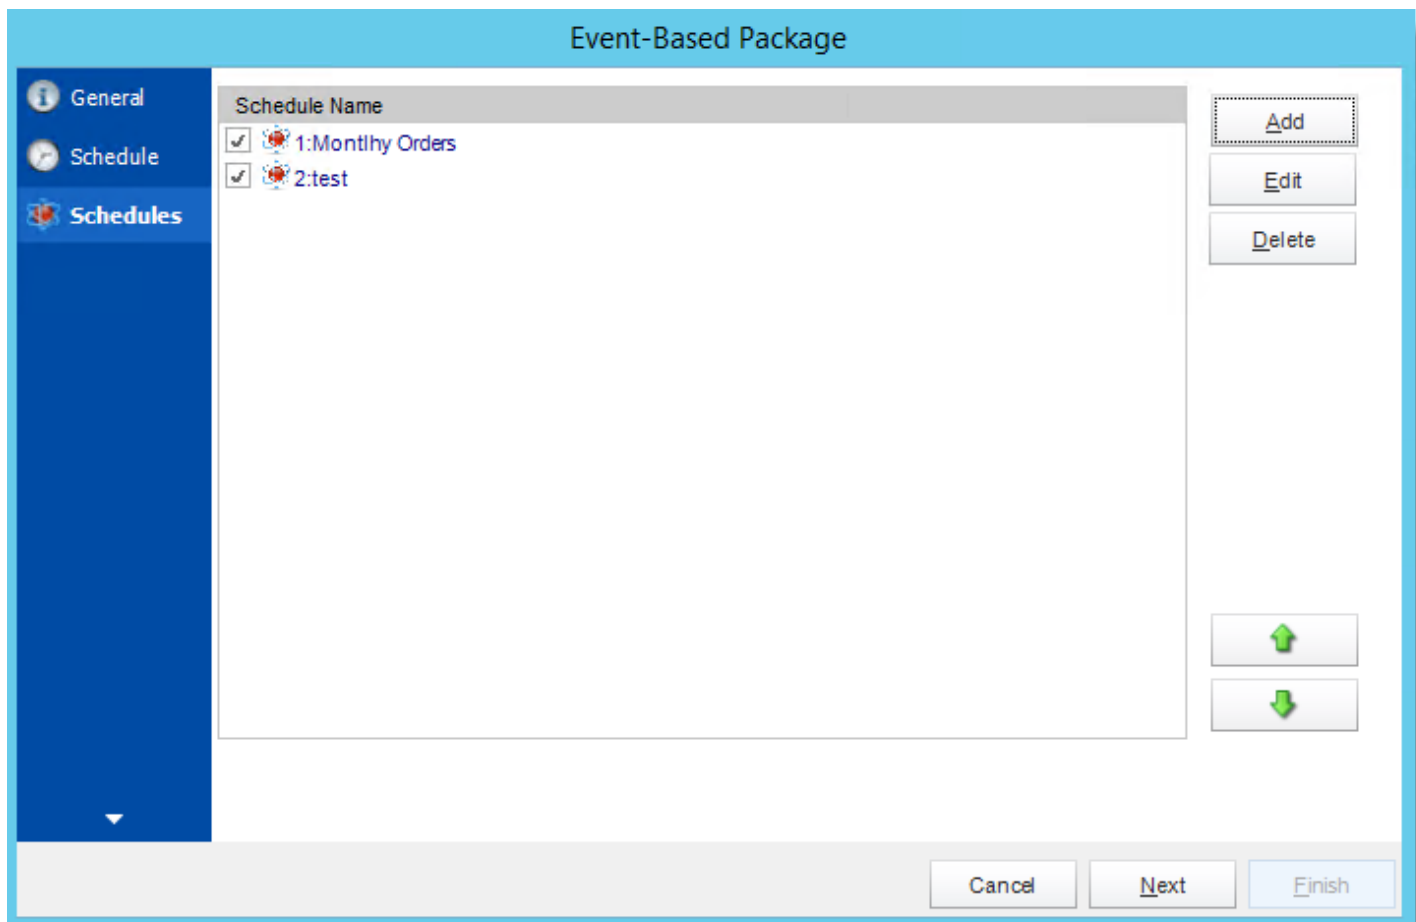 Event-Based Package
General
Schedule
Schedules
Schedule Name
1:Montlhy Orders
2:test
Add
Edit
Delete
Cancel
Next
Finish